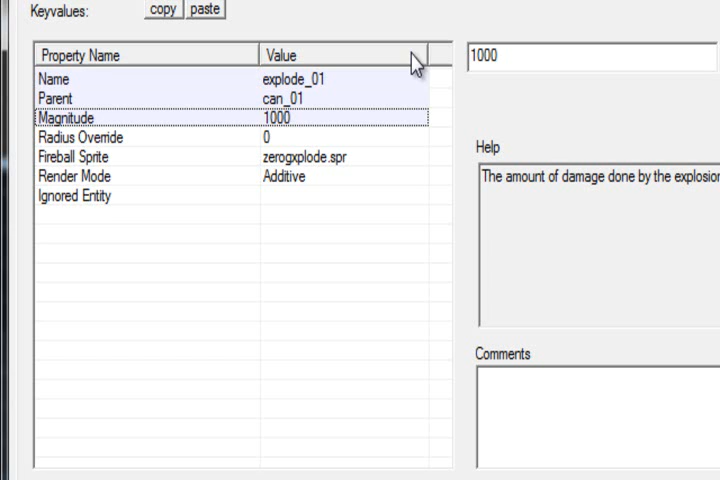 Keyvalues: copy paste
Property Name Value
Name explode_01
Parent can_01
Magnitude 1000
Radius Override 0
Fireball Sprite zerogxplode.spr
Render Mode Additive
Ignored Entity
1000
Help
The amount of damage done by the explosion
Comments